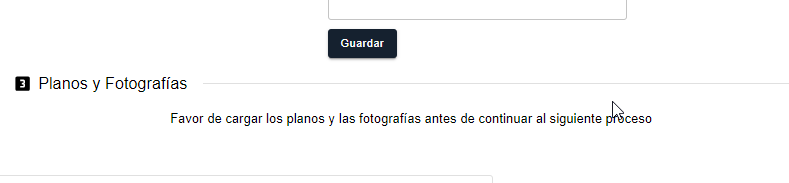 Guardar
3 Planos y Fotografías
Favor de cargar los planos y las fotografías antes de continuar al siguiente proceso